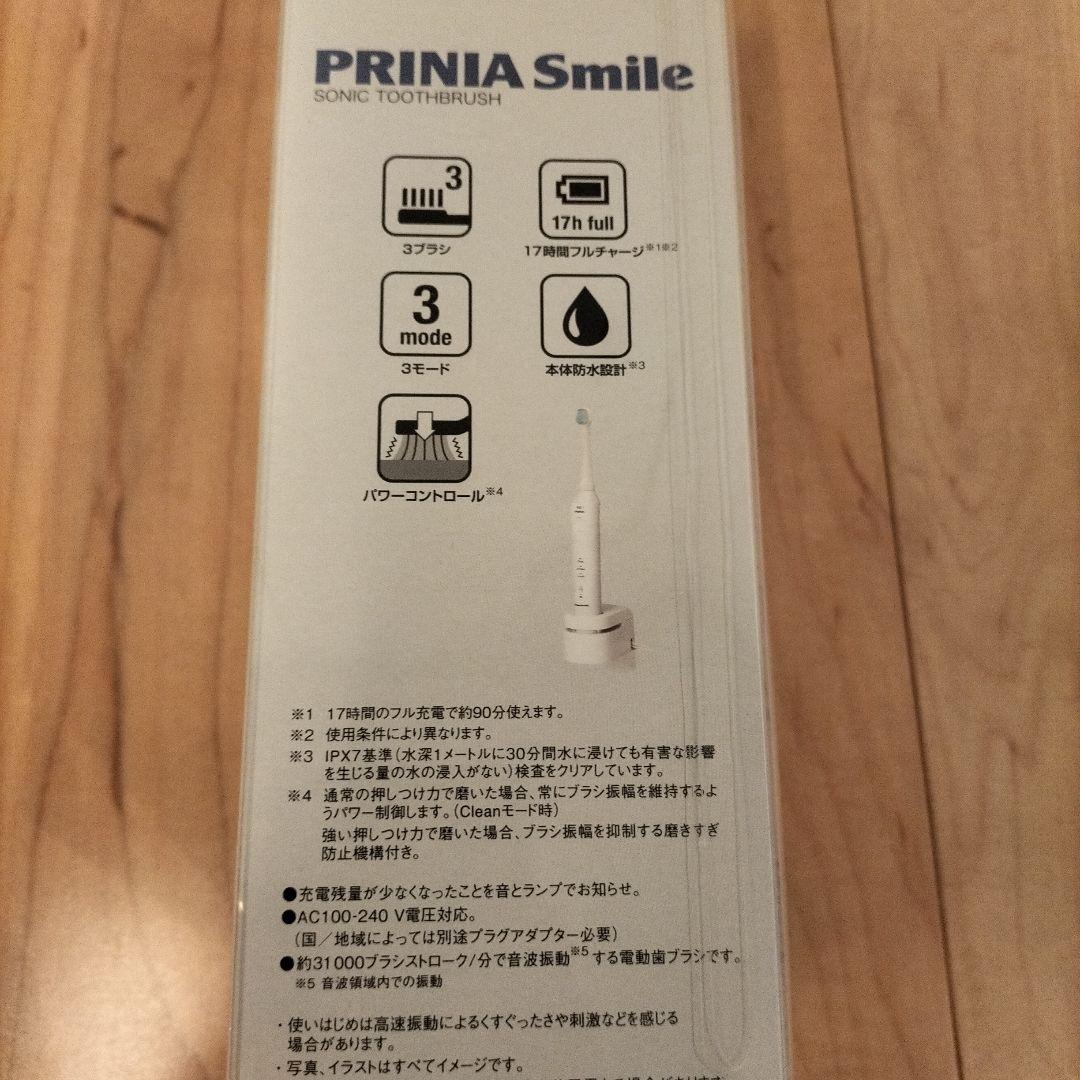 PRINIA Smile
SONIC TOOTHBRUSH
3
3ブラシ
17h full
17時間フルチャージ※1※2
3
mode
3モード
本体防水設計※3
パワーコントロール※4
※1 17時間のフル充電で約90分使えます。
※2 使用条件により異なります。
※3 IPX7基準(水深1メートルに30分間水に浸けても有害な影響
を生じる量の水の浸入がない)検査をクリアしています。
※4 通常の押しつけ力で磨いた場合、常にブラシ振幅を維持するよ
うパワー制御します。(Cleanモード時)
強い押しつけ力で磨いた場合、ブラシ振幅を抑制する磨きすぎ
防止機構付き。
●充電残量が少なくなったことを音とランプでお知らせ。
●AC100-240 V電圧対応。
(国/地域によっては別途プラグアダプター必要)
●約31000ブラシストローク/分で音波振動※5する電動歯ブラシです。
※5 音波領域内での振動
・使いはじめは高速振動によるくすぐったさや刺激などを感じる
場合があります。
・写真、イラストはすべてイメージです。